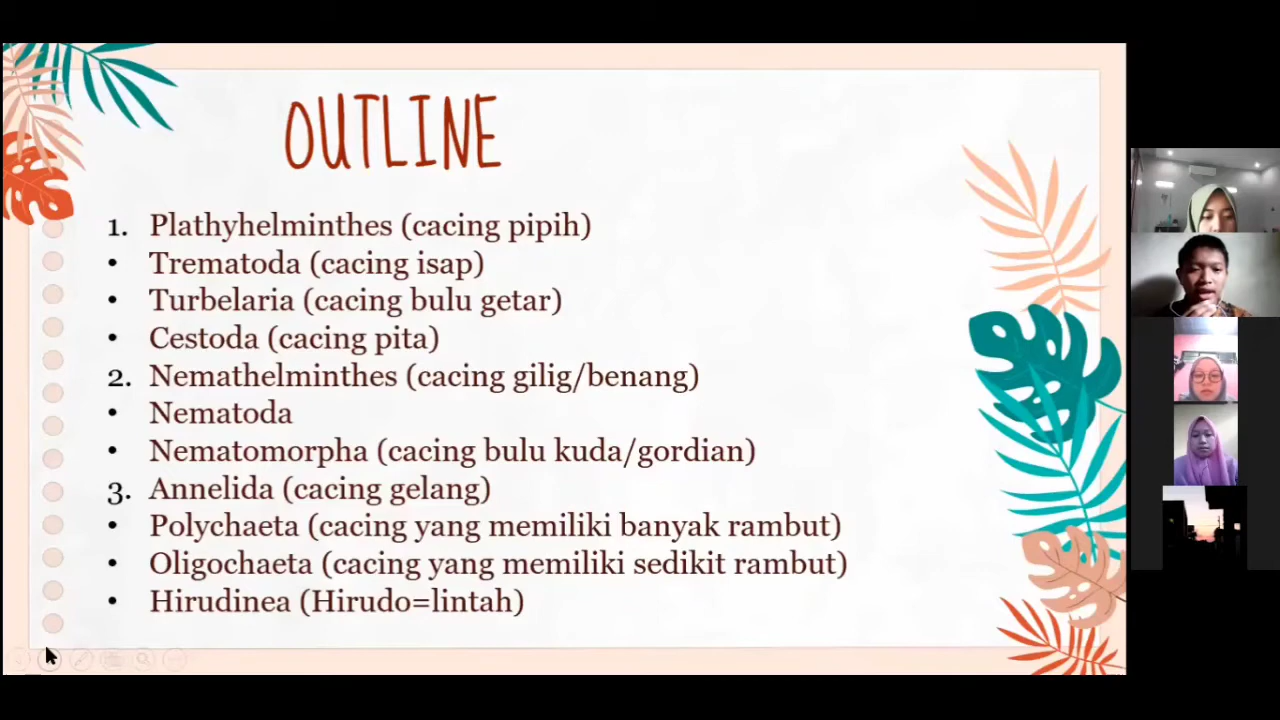 OUTLINE
1. Plathyhelminthes (cacing pipih)
• Trematoda (cacing isap)
• Turbelaria (cacing bulu getar)
• Cestoda (cacing pita)
2. Nemathelminthes (cacing gilig/benang)
• Nematoda
• Nematomorpha (cacing bulu kuda/gordian)
3. Annelida (cacing gelang)
• Polychaeta (cacing yang memiliki banyak rambut)
• Oligochaeta (cacing yang memiliki sedikit rambut)
• Hirudinea (Hirudo=lintah)